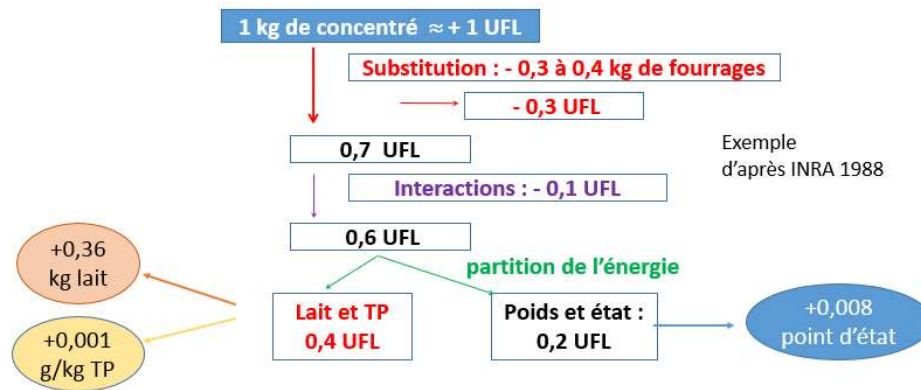 1 kg de concentré ≈ + 1 UFL
Substitution : - 0,3 à 0,4 kg de fourrages
- 0,3 UFL
0,7 UFL
Exemple
d'après INRA 1988
Interactions : - 0,1 UFL
0,6 UFL
+0,36
kg lait
partition de l'énergie
Lait et TP
0,4 UFL
Poids et état :
0,2 UFL
+0,008
point d'état
+0,001
g/kg TP